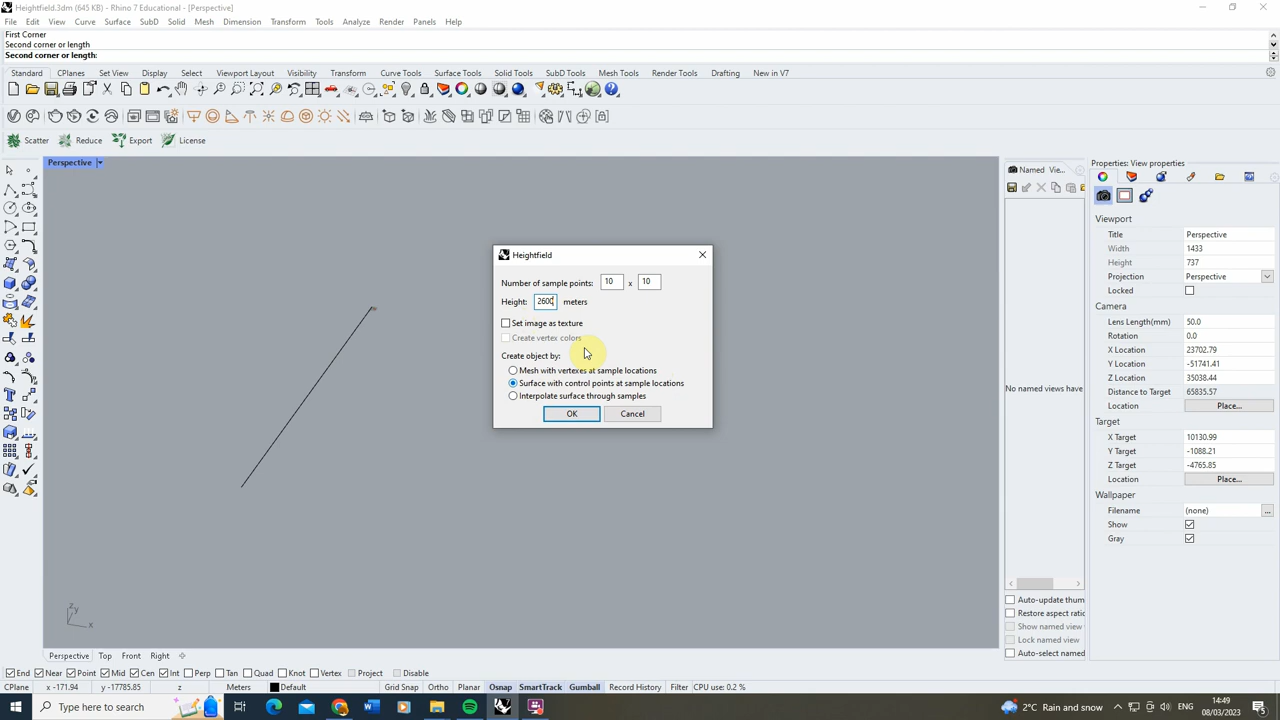 Heightfield.3dm (645 KB) - Rhino 7 Educational - [Perspective]
File Edit View Curve Surface SubD Solid Mesh Dimension Transform Tools Analyze Render Panels Help
First Corner
Second corner or length
Second corner or length:
Standard CPlanes Set View Display Select Viewport Layout Visibility Transform Curve Tools Surface Tools Solid Tools SubD Tools Mesh Tools Render Tools Drafting New in V7
Scatter Reduce Export License
Perspective
Named Vie...
No named views have
Auto-update thum
Restore aspect ratio
Show named view
Lock named view
Auto-select named
Properties: View properties
Viewport
Title Perspective
Width 1433
Height 737
Projection Perspective
Locked
Camera
Lens Length(mm) 50.0
Rotation 0.0
X Location 23702.79
Y Location -51741.41
Z Location 35038.44
Distance to Target 65835.57
Location Place...
Target
X Target 10130.99
Y Target -1088.21
Z Target -4765.85
Location Place...
Wallpaper
Filename (none) ...
Show
Gray
Heightfield
Number of sample points: 10 x 10
Height: 2600 meters
Set image as texture
Create vertex colors
Create object by:
Mesh with vertexes at sample locations
Surface with control points at sample locations
Interpolate surface through samples
OK Cancel
z y x
Perspective Top Front Right
End Near Point Mid Cen Int Perp Tan Quad Knot Vertex Project Disable
CPlane x -171.94 y -17785.85 z Meters Default Grid Snap Ortho Planar Osnap SmartTrack Gumball Record History Filter CPU use: 0.2 %
Type here to search
2°C Rain and snow
14:49
08/03/2023